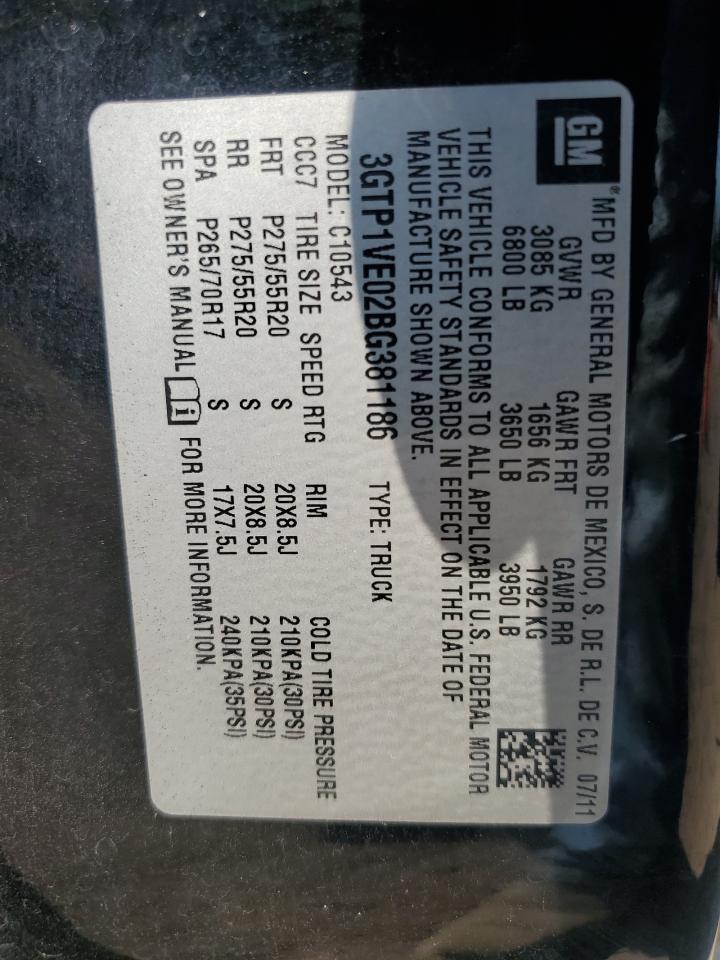 GM ® MFD BY GENERAL MOTORS DE MEXICO, S. DE R.L. DE C.V. 07/11
GVWR GAWR FRT GAWR RR
3085 KG 1656 KG 1792 KG
6800 LB 3650 LB 3950 LB
THIS VEHICLE CONFORMS TO ALL APPLICABLE U.S. FEDERAL MOTOR
VEHICLE SAFETY STANDARDS IN EFFECT ON THE DATE OF
MANUFACTURE SHOWN ABOVE.
3GTP1VE02BG381186 TYPE: TRUCK
MODEL: C10543
CCC7 TIRE SIZE SPEED RTG RIM COLD TIRE PRESSURE
FRT P275/55R20 S 20X8.5J 210KPA(30PSI)
RR P275/55R20 S 20X8.5J 210KPA(30PSI)
SPA P265/70R17 S 17X7.5J 240KPA(35PSI)
SEE OWNER'S MANUAL i FOR MORE INFORMATION.